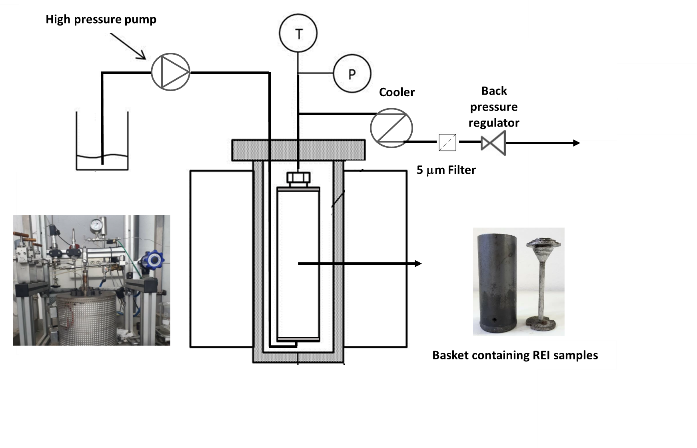 High pressure pump
T
P
Cooler
Back
pressure
regulator
5 μm Filter
Basket containing REI samples